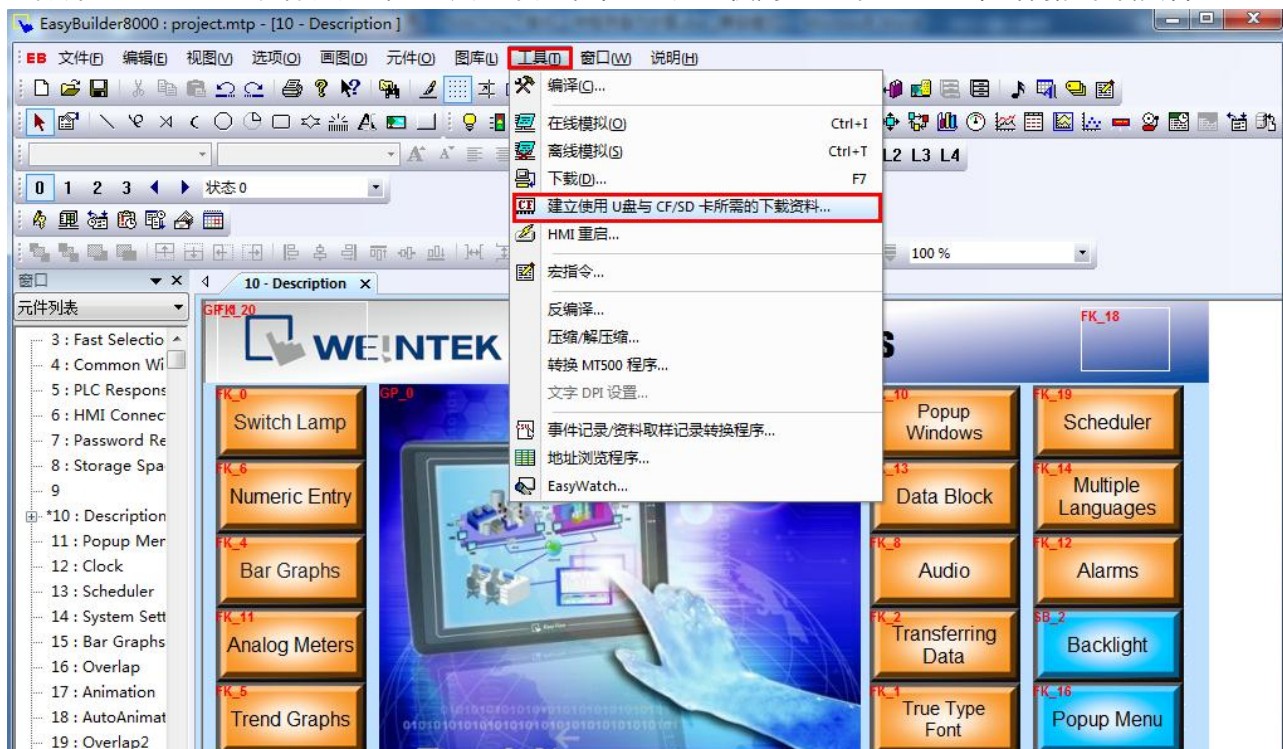 EasyBuilder8000 : project.mtp - [10 - Description ]
EB 文件(F) 编辑(E) 视图(V) 选项(O) 画图(D) 元件(O) 图库(L) 工具(T) 窗口(W) 说明(H)
编译(C)...
在线模拟(O) Ctrl+I
离线模拟(S) Ctrl+T
下载(D)... F7
建立使用 U盘与 CF/SD 卡所需的下载资料...
HMI 重启...
宏指令...
反编译...
压缩/解压缩...
转换 MT500 程序...
文字 DPI 设置...
事件记录/资料取样记录转换程序...
地址浏览程序...
EasyWatch...
L2 L3 L4
0 1 2 3 状态 0
100 %
窗口
10 - Description
元件列表
3 : Fast Selectio
4 : Common Wi
5 : PLC Respons
6 : HMI Connec
7 : Password Re
8 : Storage Spa
9
*10 : Description
11 : Popup Mer
12 : Clock
13 : Scheduler
14 : System Sett
15 : Bar Graphs
16 : Overlap
17 : Animation
18 : AutoAnimat
19 : Overlap2
WEINTEK
S
FK_18
FK_0
Switch Lamp
GP_0
10
Popup
Windows
FK_19
Scheduler
FK_6
Numeric Entry
13
Data Block
FK_14
Multiple
Languages
FK_4
Bar Graphs
FK_8
Audio
FK_12
Alarms
FK_11
Analog Meters
FK_2
Transferring
Data
SB_2
Backlight
FK_5
Trend Graphs
FK_1
True Type
Font
FK_16
Popup Menu